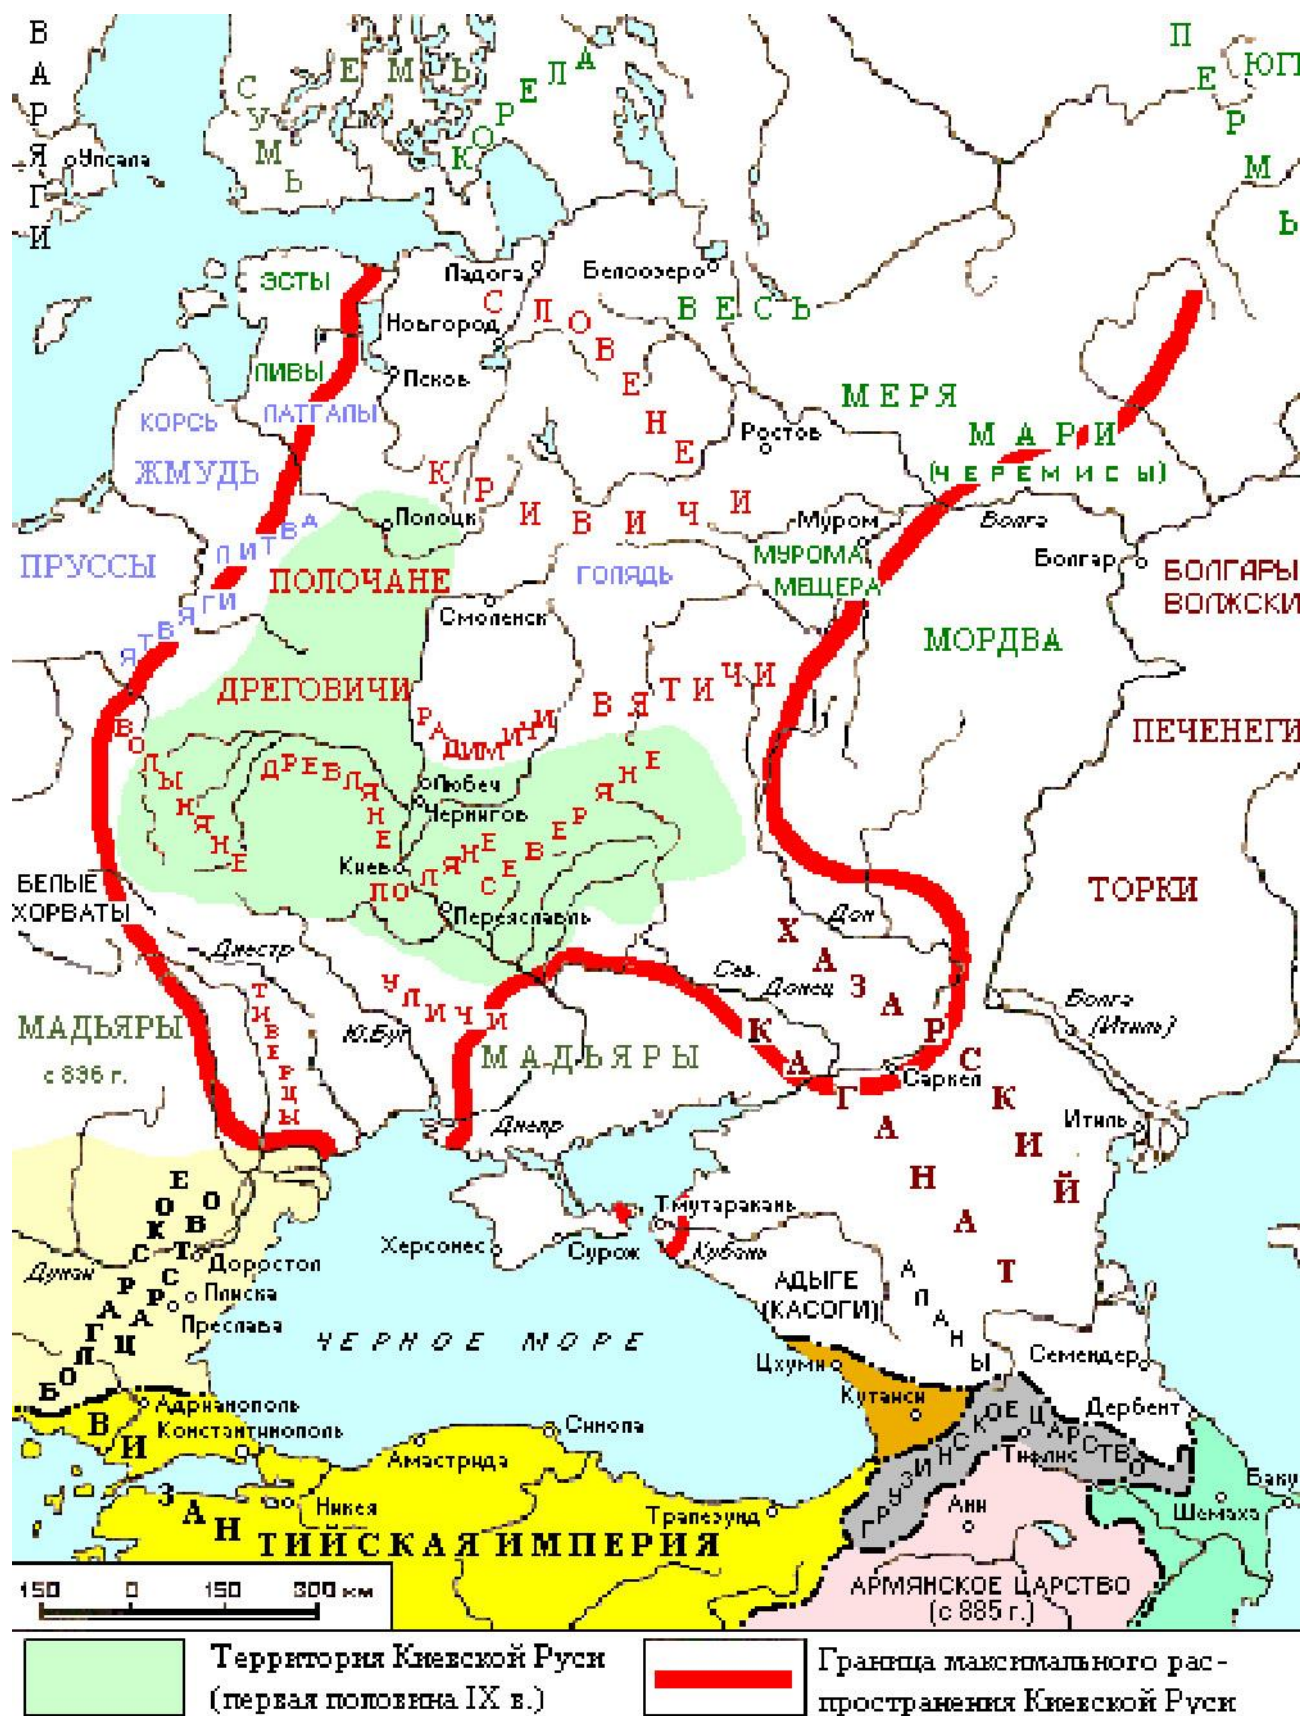 ВАРЯГИ
СУМЬ
ЕМЬ
КОРЕЛА
ПЕРМЬ
ЮГР
Упсала
ЭСТЫ
Ладога
Белоозеро
СЛОВЕНЕ
ВЕСЬ
Новгород
ЛИВЫ
Псков
МЕРЯ
КОРСЬ
ЛАТГАЛЫ
Ростов
МАРИ
(ЧЕРЕМИСЫ)
ЖМУДЬ
КРИВИЧИ
Полоцк
Муром
Волга
Болгар
ЛИТВА
ПРУССЫ
ПОЛОЧАНЕ
ГОЛЯДЬ
МУРОМА
МЕЩЕРА
БОЛГАРЫ
ВОЛЖСКИ
ЯТВЯГИ
Смоленск
МОРДВА
ДРЕГОВИЧИ
ВЯТИЧИ
РАДИМИЧИ
ПЕЧЕНЕГИ
ВОЛЫНЯНЕ
ДРЕВЛЯНЕ
Любеч
Чернигов
СЕВЕРЯНЕ
Киев
ПОЛЯНЕ
БЕЛЫЕ
ХОРВАТЫ
Переяславль
ТОРКИ
Дон
Днестр
УЛИЧИ
Сев.
Донец
ХАЗАРСКИЙ
КАГАНАТ
Волга
(Итиль)
ТИВЕРЦЫ
Ю.Буг
МАДЬЯРЫ
с 896 г.
МАДЬЯРЫ
Саркел
Днепр
Итиль
БОЛГАРСКОЕ
ЦАРСТВО
Дунай
Доростол
Плиска
Преслава
Херсонес
Сурож
Тмутаракань
Кубань
АДЫГЕ
(КАСОГИ)
АЛАНЫ
ЧЕРНОЕ МОРЕ
Цхуми
Семендер
Кутаиси
Дербент
Адрианополь
Константинополь
Синопа
Амастрида
Никея
Трапезунд
ВИЗАНТИЙСКАЯ ИМПЕРИЯ
ГРУЗИНСКОЕ ЦАРСТВО
Тифлис
Баку
Шемаха
Ани
АРМЯНСКОЕ ЦАРСТВО
(с 885 г.)
150 0 150 300 км
Территория Киевской Руси
(первая половина IX в.)
Граница максимального рас-
пространения Киевской Руси